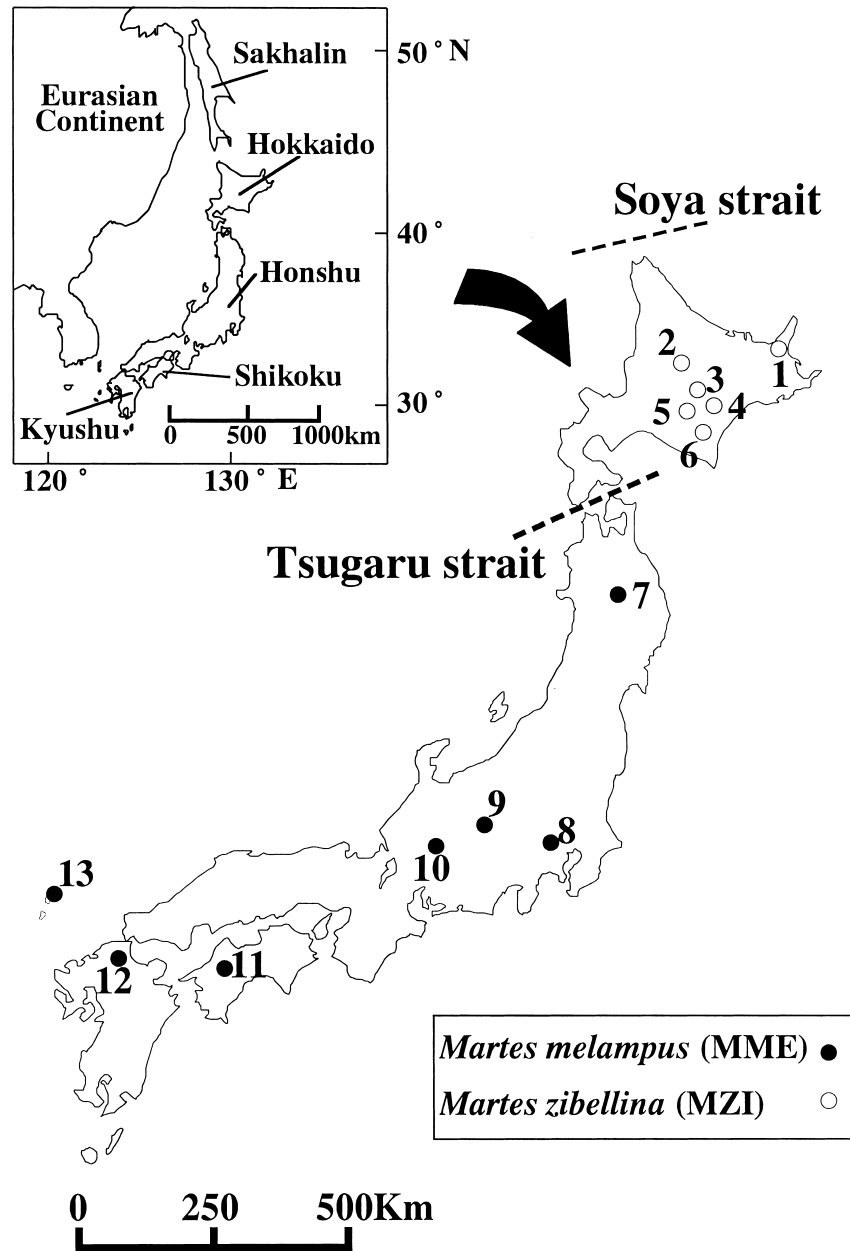 50° N
Sakhalin
Eurasian
Continent
Hokkaido
40°
Honshu
Shikoku
30°
Kyushu
0 500 1000km
120° 130° E
Soya strait
2
3
1
5
4
6
Tsugaru strait
7
9
8
10
13
11
12
Martes melampus (MME)
Martes zibellina (MZI)
0 250 500Km